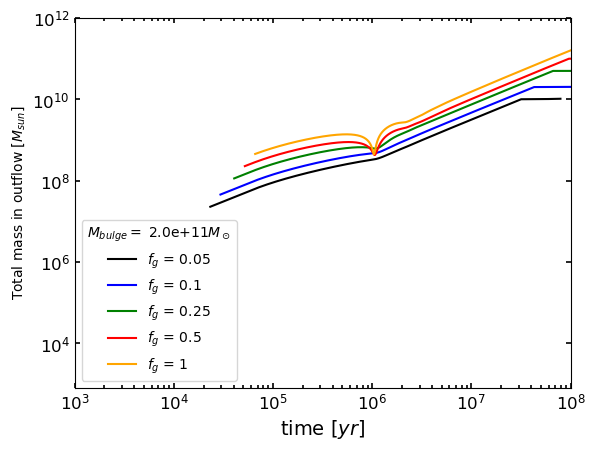 10^12
10^10
10^8
10^6
10^4
Total mass in outflow [M_sun]
M_bulge = 2.0e+11M_⊙
f_g = 0.05
f_g = 0.1
f_g = 0.25
f_g = 0.5
f_g = 1
10^3 10^4 10^5 10^6 10^7 10^8
time [yr]